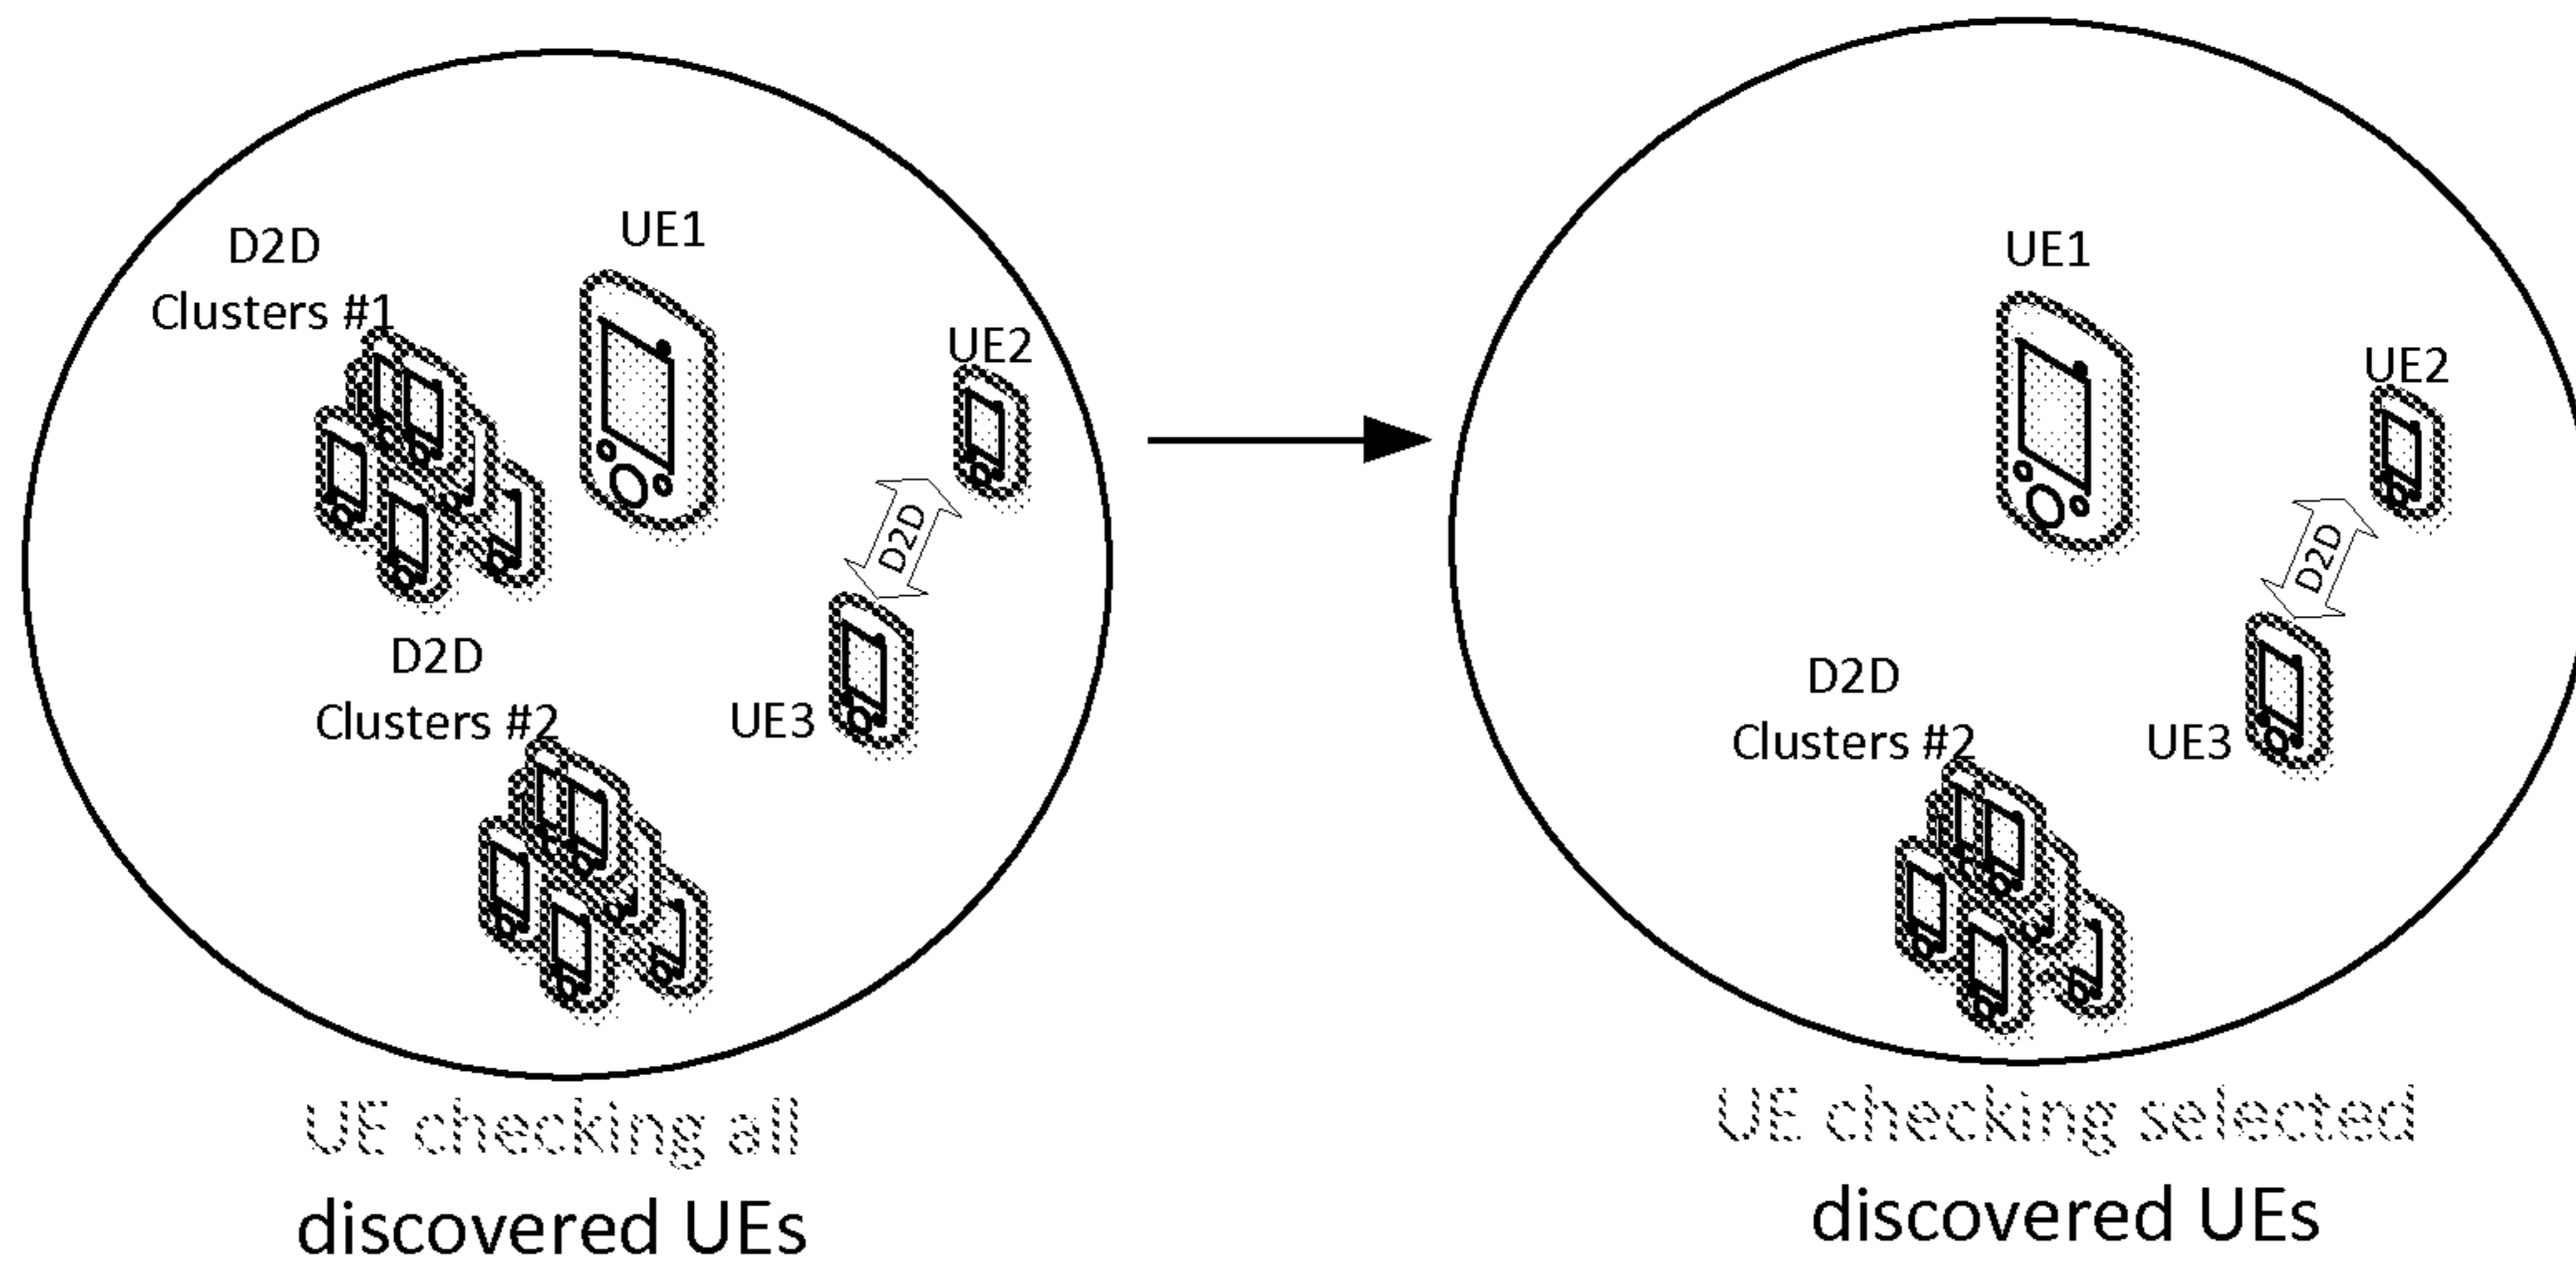 D2D
Clusters #1
UE1
UE2
D2D
D2D
Clusters #2
UE3
UE checking all
discovered UEs
UE1
UE2
D2D
D2D
Clusters #2
UE3
UE checking selected
discovered UEs